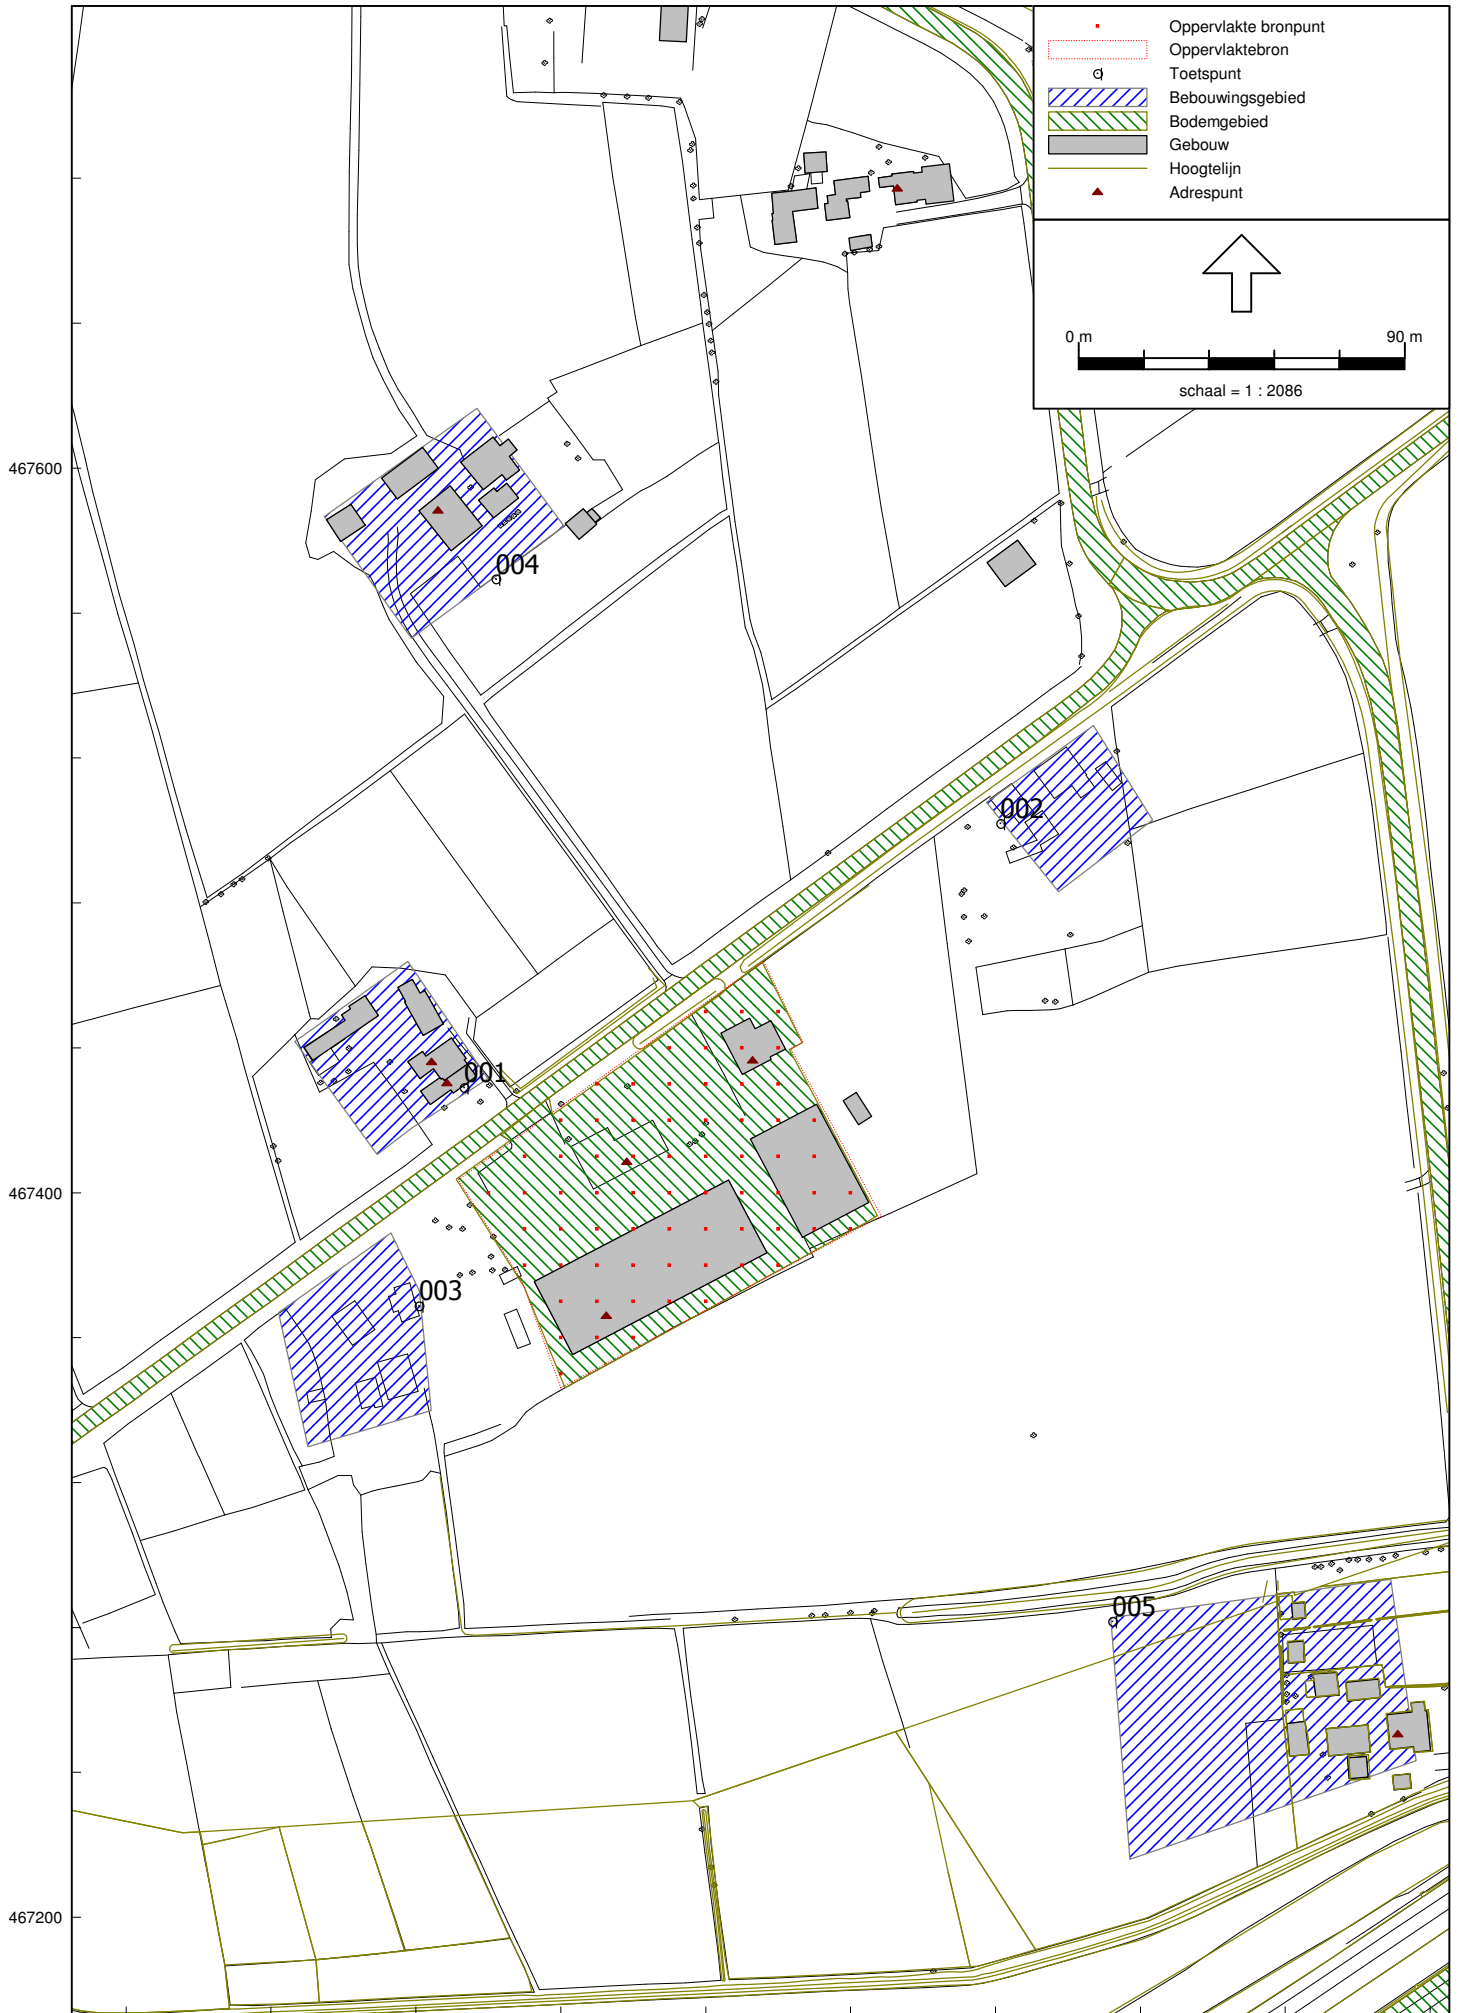 Oppervlakte bronpunt
Oppervlaktebron
Toetspunt
Bebouwingsgebied
Bodemgebied
Gebouw
Hoogtelijn
Adrespunt
0 m 90 m
schaal = 1 : 2086
467600
004
002
001
467400
003
005
467200